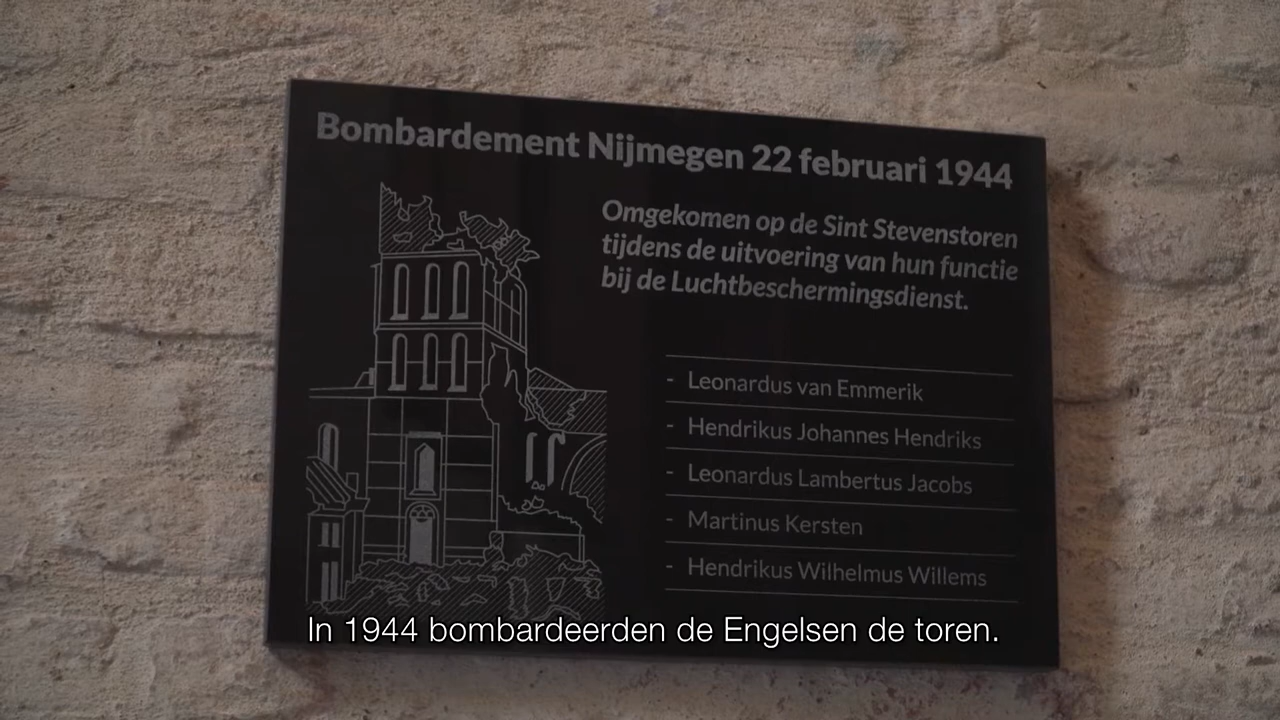 Bombardement Nijmegen 22 februari 1944
Omgekomen op de Sint Stevenstoren
tijdens de uitvoering van hun functie
bij de Luchtbeschermingsdienst.
- Leonardus van Emmerik
- Hendrikus Johannes Hendriks
- Leonardus Lambertus Jacobs
- Martinus Kersten
- Hendrikus Wilhelmus Willems
In 1944 bombardeerden de Engelsen de toren.